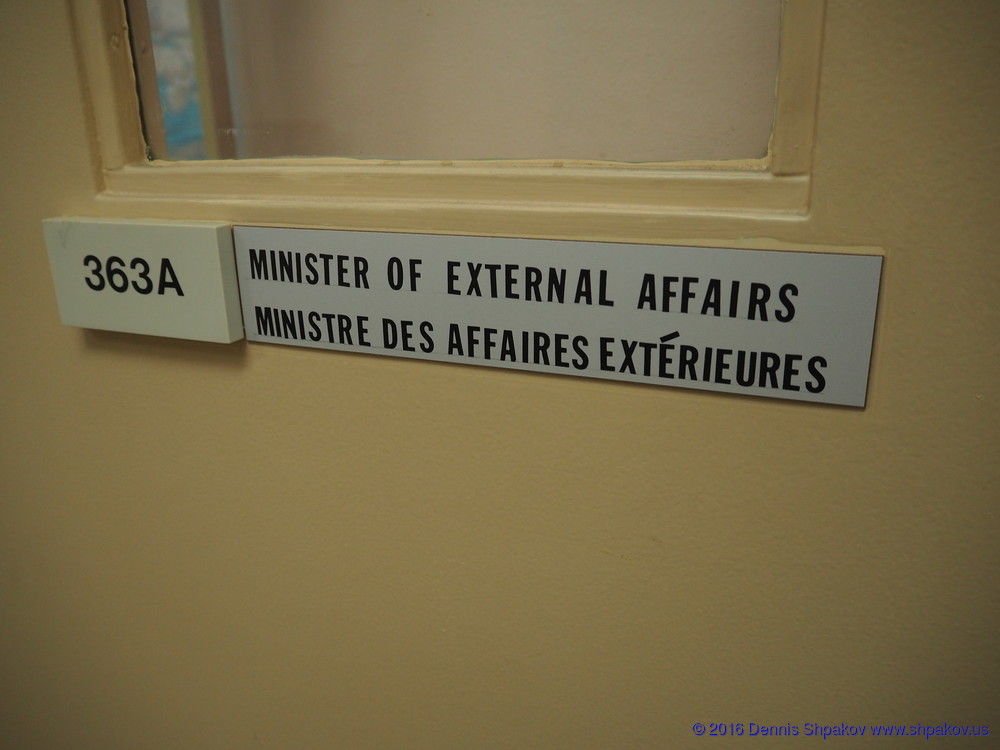 363A
MINISTER OF EXTERNAL AFFAIRS
MINISTRE DES AFFAIRES EXTÉRIEURES
© 2016 Dennis Shpakov www.shpakov.us